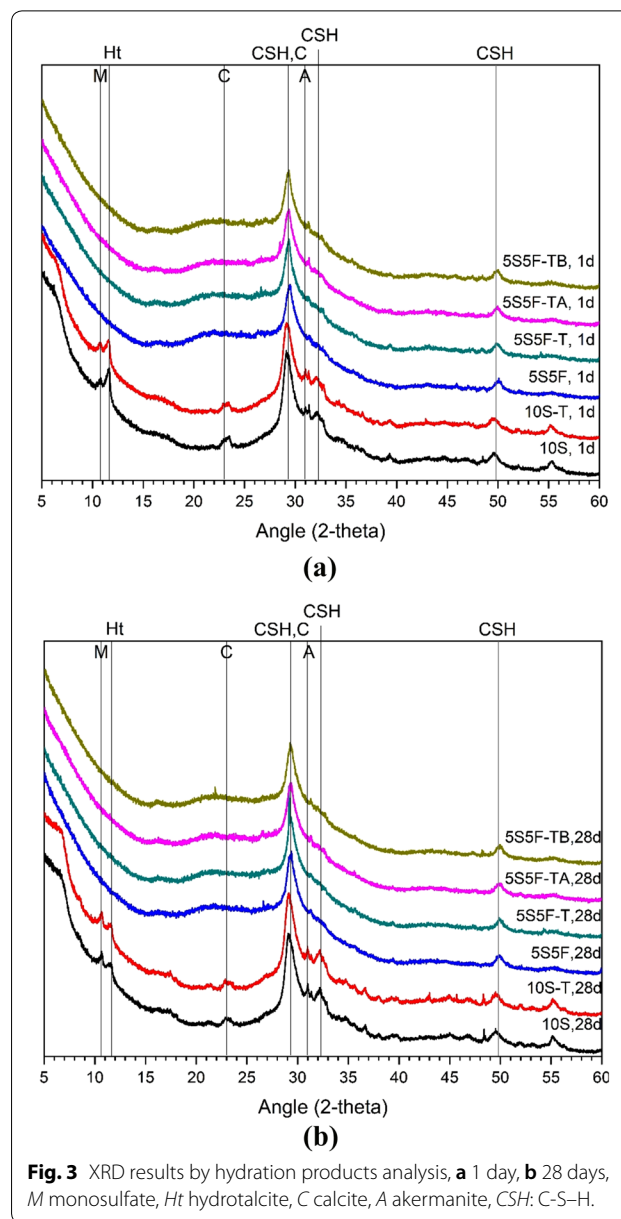 CSH
Ht CSH,C CSH
M C A
5S5F-TB, 1d
5S5F-TA, 1d
5S5F-T, 1d
5S5F, 1d
10S-T, 1d
10S, 1d
5 10 15 20 25 30 35 40 45 50 55 60
Angle (2-theta)
(a)
CSH
Ht CSH,C CSH
M C A
5S5F-TB,28d
5S5F-TA,28d
5S5F-T,28d
5S5F,28d
10S-T,28d
10S,28d
5 10 15 20 25 30 35 40 45 50 55 60
Angle (2-theta)
(b)
Fig. 3 XRD results by hydration products analysis, a 1 day, b 28 days,
M monosulfate, Ht hydrotalcite, C calcite, A akermanite, CSH: C-S–H.